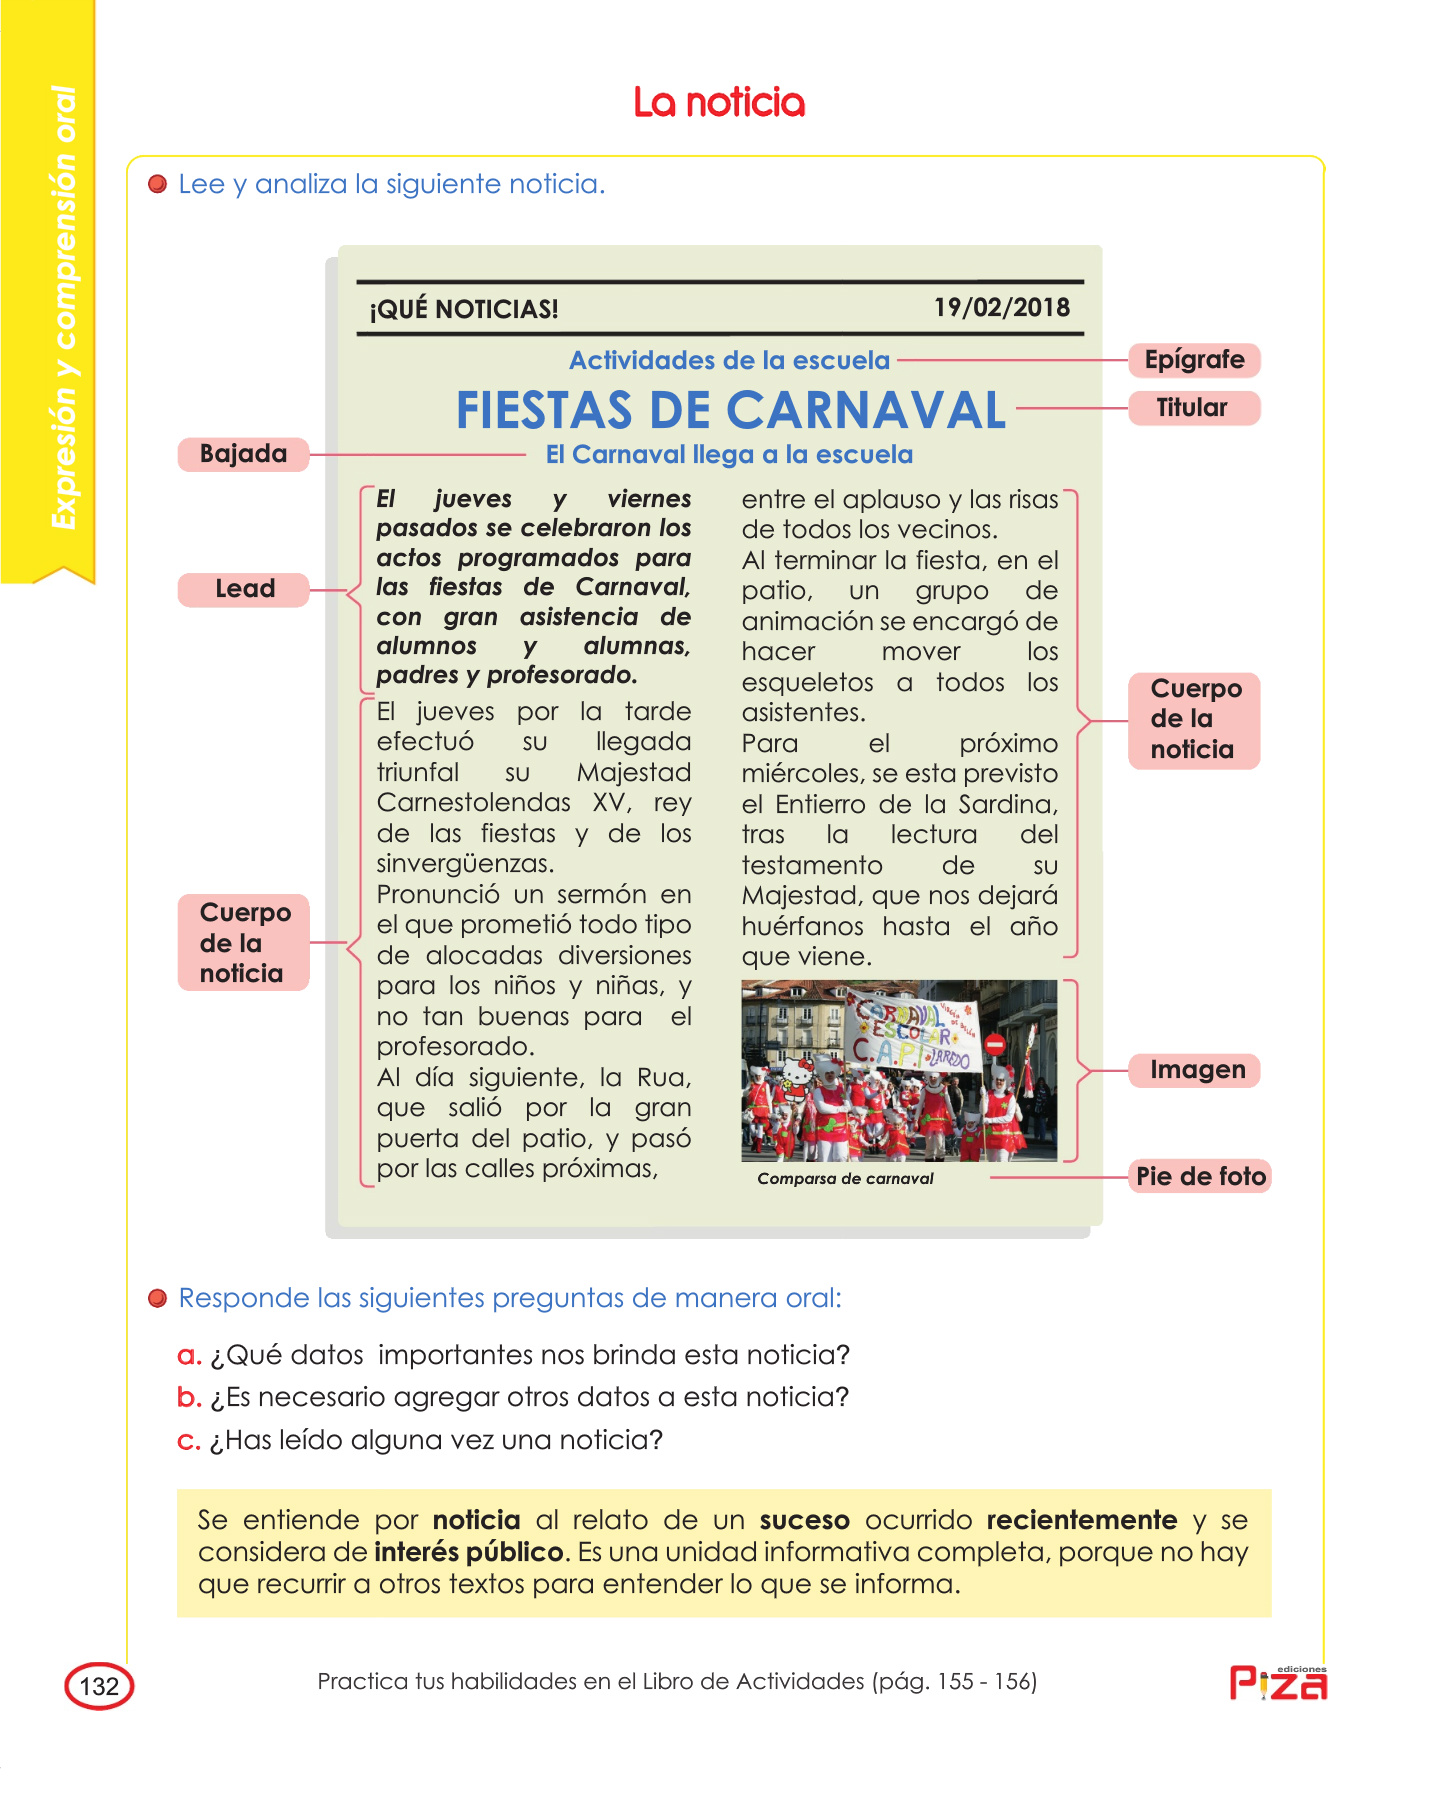 Expresión y comprensión oral
La noticia
Lee y analiza la siguiente noticia.
¡QUÉ NOTICIAS!
19/02/2018
Actividades de la escuela
Epígrafe
FIESTAS DE CARNAVAL
Titular
Bajada
El Carnaval llega a la escuela
Lead
El jueves y viernes
pasados se celebraron los
actos programados para
las fiestas de Carnaval,
con gran asistencia de
alumnos y alumnas,
padres y profesorado.
Cuerpo
de la
noticia
El jueves por la tarde
efectuó su llegada
triunfal su Majestad
Carnestolendas XV, rey
de las fiestas y de los
sinvergüenzas.
Pronunció un sermón en
el que prometió todo tipo
de alocadas diversiones
para los niños y niñas, y
no tan buenas para el
profesorado.
Al día siguiente, la Rua,
que salió por la gran
puerta del patio, y pasó
por las calles próximas,
entre el aplauso y las risas
de todos los vecinos.
Al terminar la fiesta, en el
patio, un grupo de
animación se encargó de
hacer mover los
esqueletos a todos los
asistentes.
Para el próximo
miércoles, se esta previsto
el Entierro de la Sardina,
tras la lectura del
testamento de su
Majestad, que nos dejará
huérfanos hasta el año
que viene.
Cuerpo
de la
noticia
CARNAVAL
ESCOLAR
C.A.P.I
LAREDO
Imagen
Comparsa de carnaval
Pie de foto
Responde las siguientes preguntas de manera oral:
a. ¿Qué datos importantes nos brinda esta noticia?
b. ¿Es necesario agregar otros datos a esta noticia?
c. ¿Has leído alguna vez una noticia?
Se entiende por noticia al relato de un suceso ocurrido recientemente y se
considera de interés público. Es una unidad informativa completa, porque no hay
que recurrir a otros textos para entender lo que se informa.
132
Practica tus habilidades en el Libro de Actividades (pág. 155 - 156)
ediciones
Piza